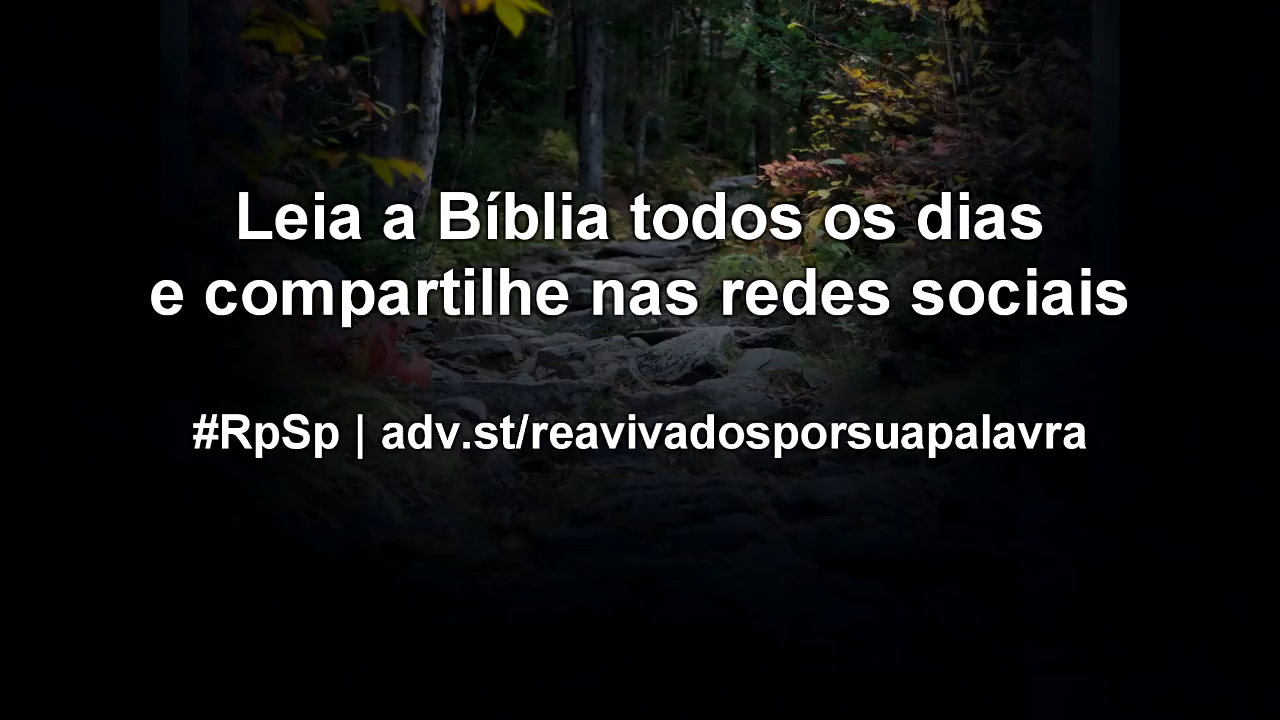 Leia a Bíblia todos os dias
e compartilhe nas redes sociais
#RpSp | adv.st/reavivadosporsuapalavra